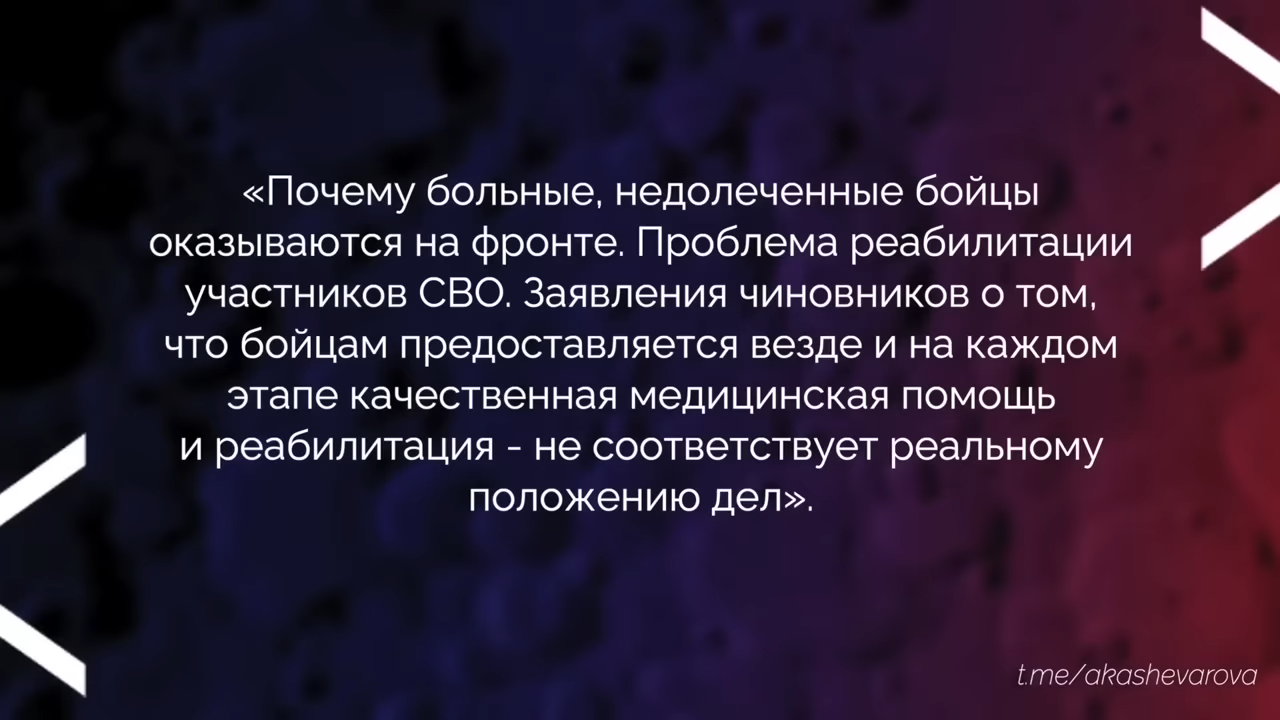 «Почему больные, недолеченные бойцы
оказываются на фронте. Проблема реабилитации
участников СВО. Заявления чиновников о том,
что бойцам предоставляется везде и на каждом
этапе качественная медицинская помощь
и реабилитация - не соответствует реальному
положению дел».
t.me/akashevarova